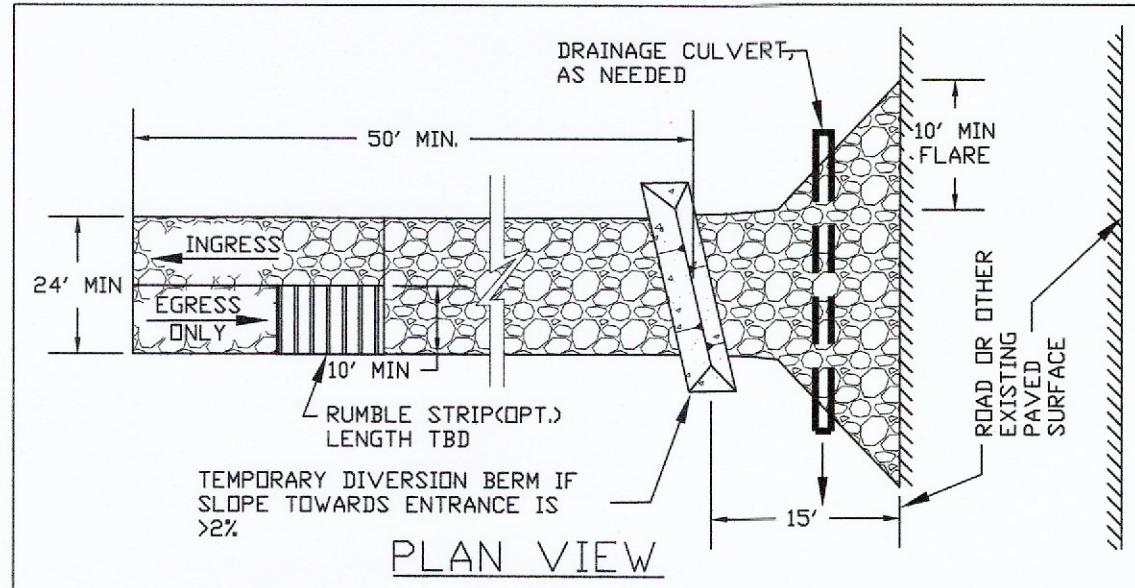 DRAINAGE CULVERT,
AS NEEDED
50' MIN.
10' MIN
FLARE
INGRESS
24' MIN
EGRESS
ONLY
10' MIN
RUMBLE STRIP(OPT.)
LENGTH TBD
TEMPORARY DIVERSION BERM IF
SLOPE TOWARDS ENTRANCE IS
>2%
15'
ROAD OR OTHER
EXISTING
PAVED
SURFACE
PLAN VIEW